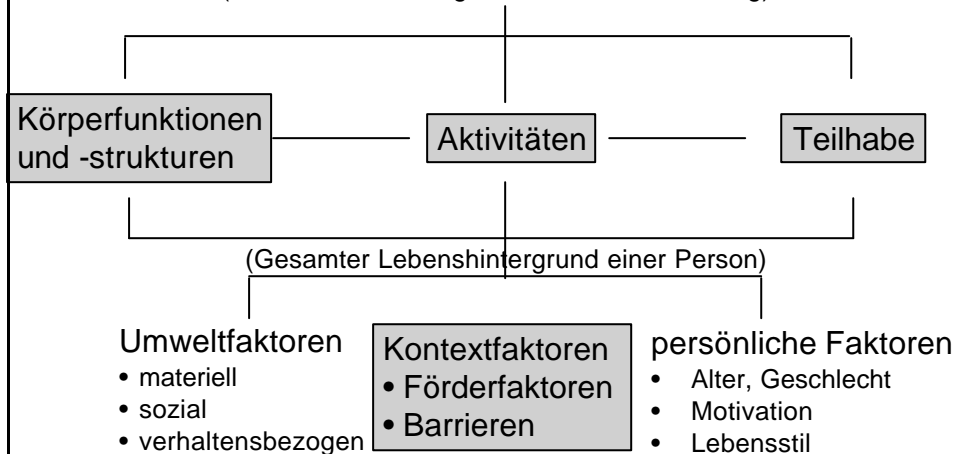 Körperfunktionen
und -strukturen
Aktivitäten
Teilhabe
(Gesamter Lebenshintergrund einer Person)
Umweltfaktoren
• materiell
• sozial
• verhaltensbezogen
Kontextfaktoren
• Förderfaktoren
• Barrieren
persönliche Faktoren
• Alter, Geschlecht
• Motivation
• Lebensstil